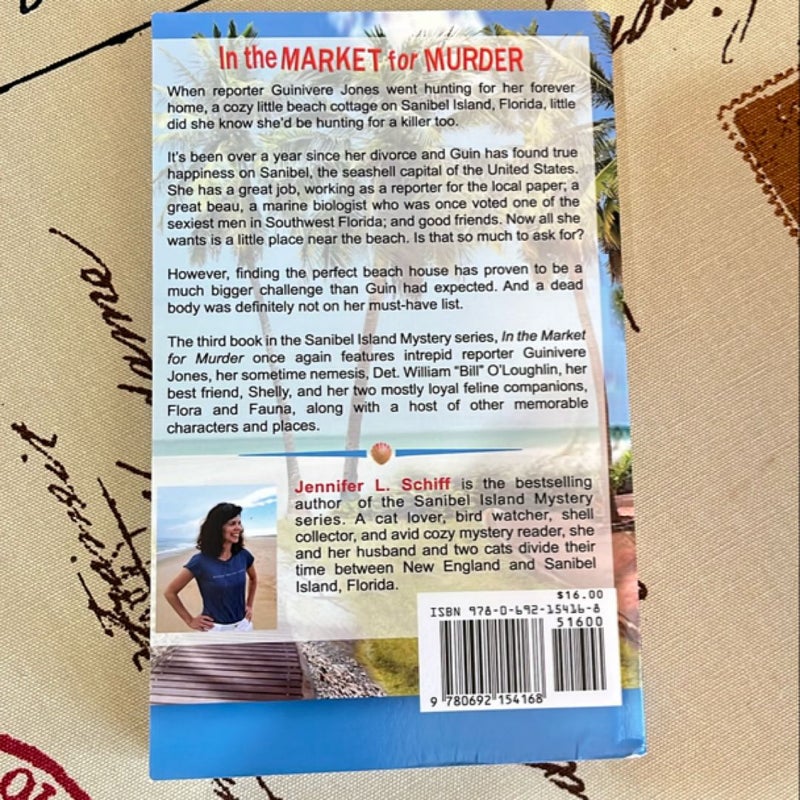 In the MARKET for MURDER
When reporter Guinivere Jones went hunting for her forever
home, a cozy little beach cottage on Sanibel Island, Florida, little
did she know she'd be hunting for a killer too.
It's been over a year since her divorce and Guin has found true
happiness on Sanibel, the seashell capital of the United States.
She has a great job, working as a reporter for the local paper; a
great beau, a marine biologist who was once voted one of the
sexiest men in Southwest Florida; and good friends. Now all she
wants is a little place near the beach. Is that so much to ask for?
However, finding the perfect beach house has proven to be a
much bigger challenge than Guin had expected. And a dead
body was definitely not on her must-have list.
The third book in the Sanibel Island Mystery series, In the Market
for Murder once again features intrepid reporter Guinivere
Jones, her sometime nemesis, Det. William "Bill" O'Loughlin, her
best friend, Shelly, and her two mostly loyal feline companions,
Flora and Fauna, along with a host of other memorable
characters and places.
Jennifer L. Schiff is the bestselling
author of the Sanibel Island Mystery
series. A cat lover, bird watcher, shell
collector, and avid cozy mystery reader, she
and her husband and two cats divide their
time between New England and Sanibel
Island, Florida.
$16.00
ISBN 978-0-692-15416-8
51600
9 780692 154168